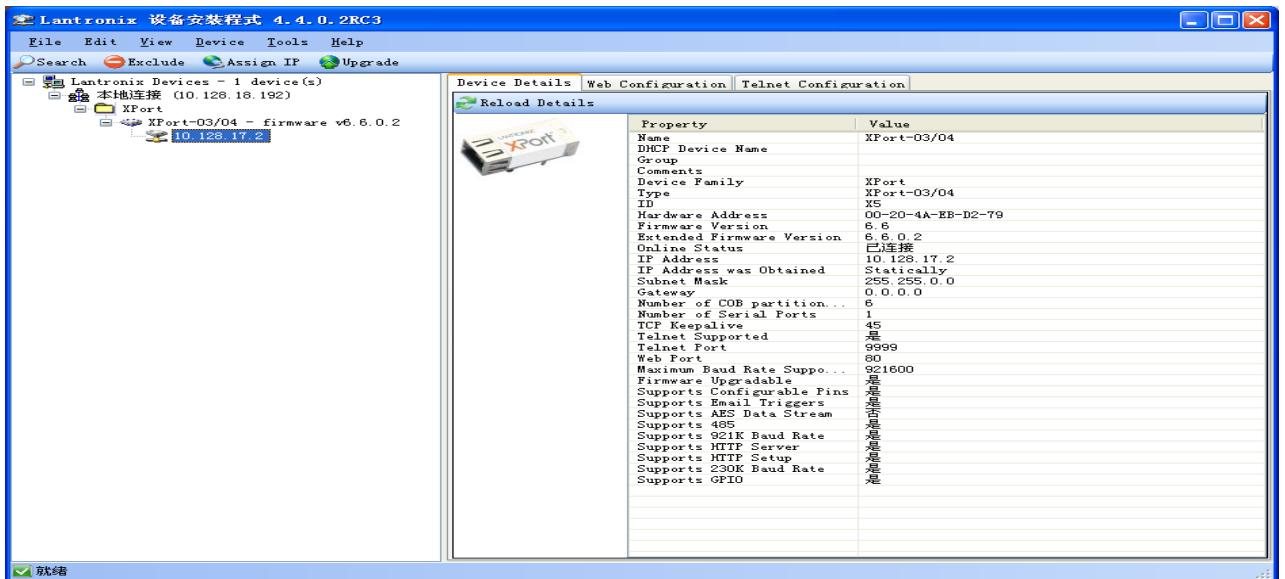 Lantronix 设备安装程式 4.4.0.2RC3
File Edit View Device Tools Help
Search Exclude Assign IP Upgrade
Lantronix Devices - 1 device(s)
本地连接 (10.128.18.192)
XPort
XPort-03/04 - firmware v6.6.0.2
10.128.17.2
Device Details Web Configuration Telnet Configuration
Reload Details
LANTRONIX
XPort
Property Value
Name XPort-03/04
DHCP Device Name
Group
Comments
Device Family XPort
Type XPort-03/04
ID X5
Hardware Address 00-20-4A-EB-D2-79
Firmware Version 6.6
Extended Firmware Version 6.6.0.2
Online Status 已连接
IP Address 10.128.17.2
IP Address was Obtained Statically
Subnet Mask 255.255.0.0
Gateway 0.0.0.0
Number of COB partition... 6
Number of Serial Ports 1
TCP Keepalive 45
Telnet Supported 是
Telnet Port 9999
Web Port 80
Maximum Baud Rate Suppo... 921600
Firmware Upgradable 是
Supports Configurable Pins 是
Supports Email Triggers 是
Supports AES Data Stream 否
Supports 485 是
Supports 921K Baud Rate 是
Supports HTTP Server 是
Supports HTTP Setup 是
Supports 230K Baud Rate 是
Supports GPIO 是
就绪